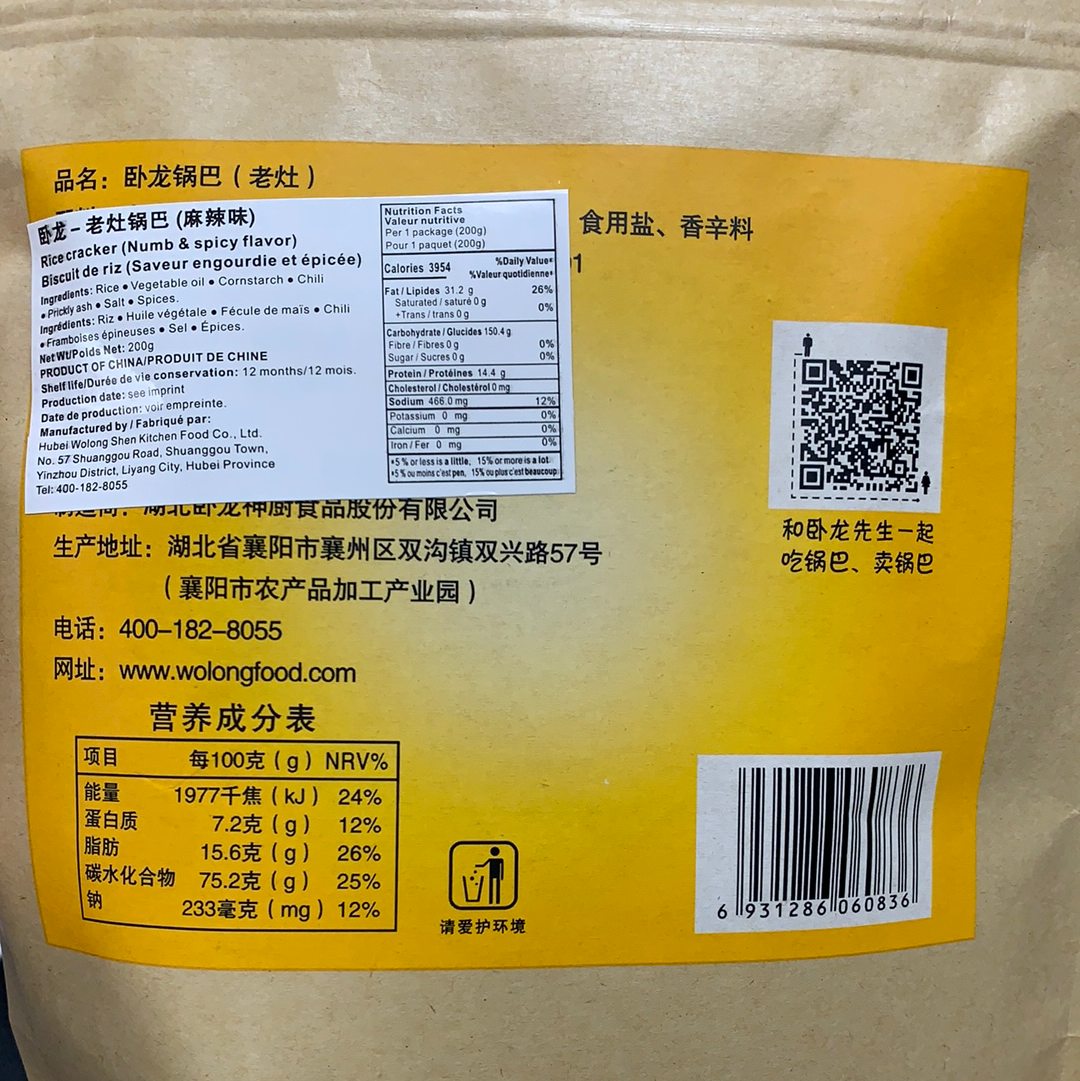 品名：卧龙锅巴（老灶）
卧龙 – 老灶锅巴 (麻辣味)
Rice cracker (Numb & spicy flavor)
Biscuit de riz (Saveur engourdie et épicée)
Ingredients: Rice • Vegetable oil • Cornstarch • Chili
• Prickly ash • Salt • Spices.
Ingrédients: Riz • Huile végétale • Fécule de maïs • Chili
• Framboises épineuses • Sel • Épices.
Net Wt/Polds Net: 200g
PRODUCT OF CHINA/PRODUIT DE CHINE
Shelf life/Durée de vie conservation: 12 months/12 mois.
Production date: see imprint
Date de production: voir empreinte.
Manufactured by / Fabriqué par:
Hubei Wolong Shen Kitchen Food Co., Ltd.
No. 57 Shuanggou Road, Shuanggou Town,
Yinzhou District, Liyang City, Hubei Province
Tel: 400-182-8055
Nutrition Facts
Valeur nutritive
Per 1 package (200g)
Pour 1 paquet (200g)
Calories 3954 %Daily Value*
%Valeur quotidienne*
Fat / Lipides 31.2 g 26%
Saturated / saturé 0 g
+Trans / trans 0 g 0%
Carbohydrate / Glucides 150.4 g
Fibre / Fibres 0 g 0%
Sugar / Sucres 0 g 0%
Protein / Protéines 14.4 g
Cholesterol / Cholestérol 0 mg
Sodium 466.0 mg 12%
Potassium 0 mg 0%
Calcium 0 mg 0%
Iron / Fer 0 mg 0%
*5 % or less is a little, 15% or more is a lot
*5 % ou moins c'est peu, 15% ou plus c'est beaucoup
食用盐、香辛料
制造商：湖北卧龙神厨食品股份有限公司
生产地址：湖北省襄阳市襄州区双沟镇双兴路57号
（襄阳市农产品加工产业园）
电话：400–182–8055
网址：www.wolongfood.com
和卧龙先生一起
吃锅巴、卖锅巴
营养成分表
项目 每100克（g）NRV%
能量 1977千焦（kJ）24%
蛋白质 7.2克（g）12%
脂肪 15.6克（g）26%
碳水化合物 75.2克（g）25%
钠 233毫克（mg）12%
请爱护环境
6 931286 060836